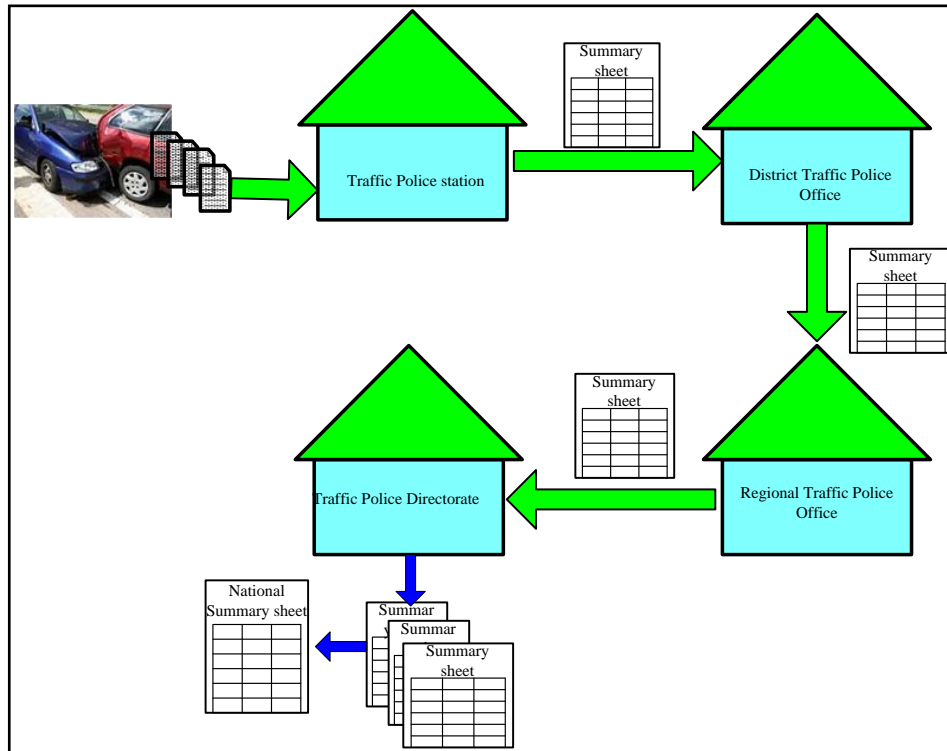 Summary
sheet
Traffic Police station
District Traffic Police
Office
Summary
sheet
Summary
sheet
Traffic Police Directorate
Regional Traffic Police
Office
National
Summary sheet
Summar
y
Summar
Summary
sheet